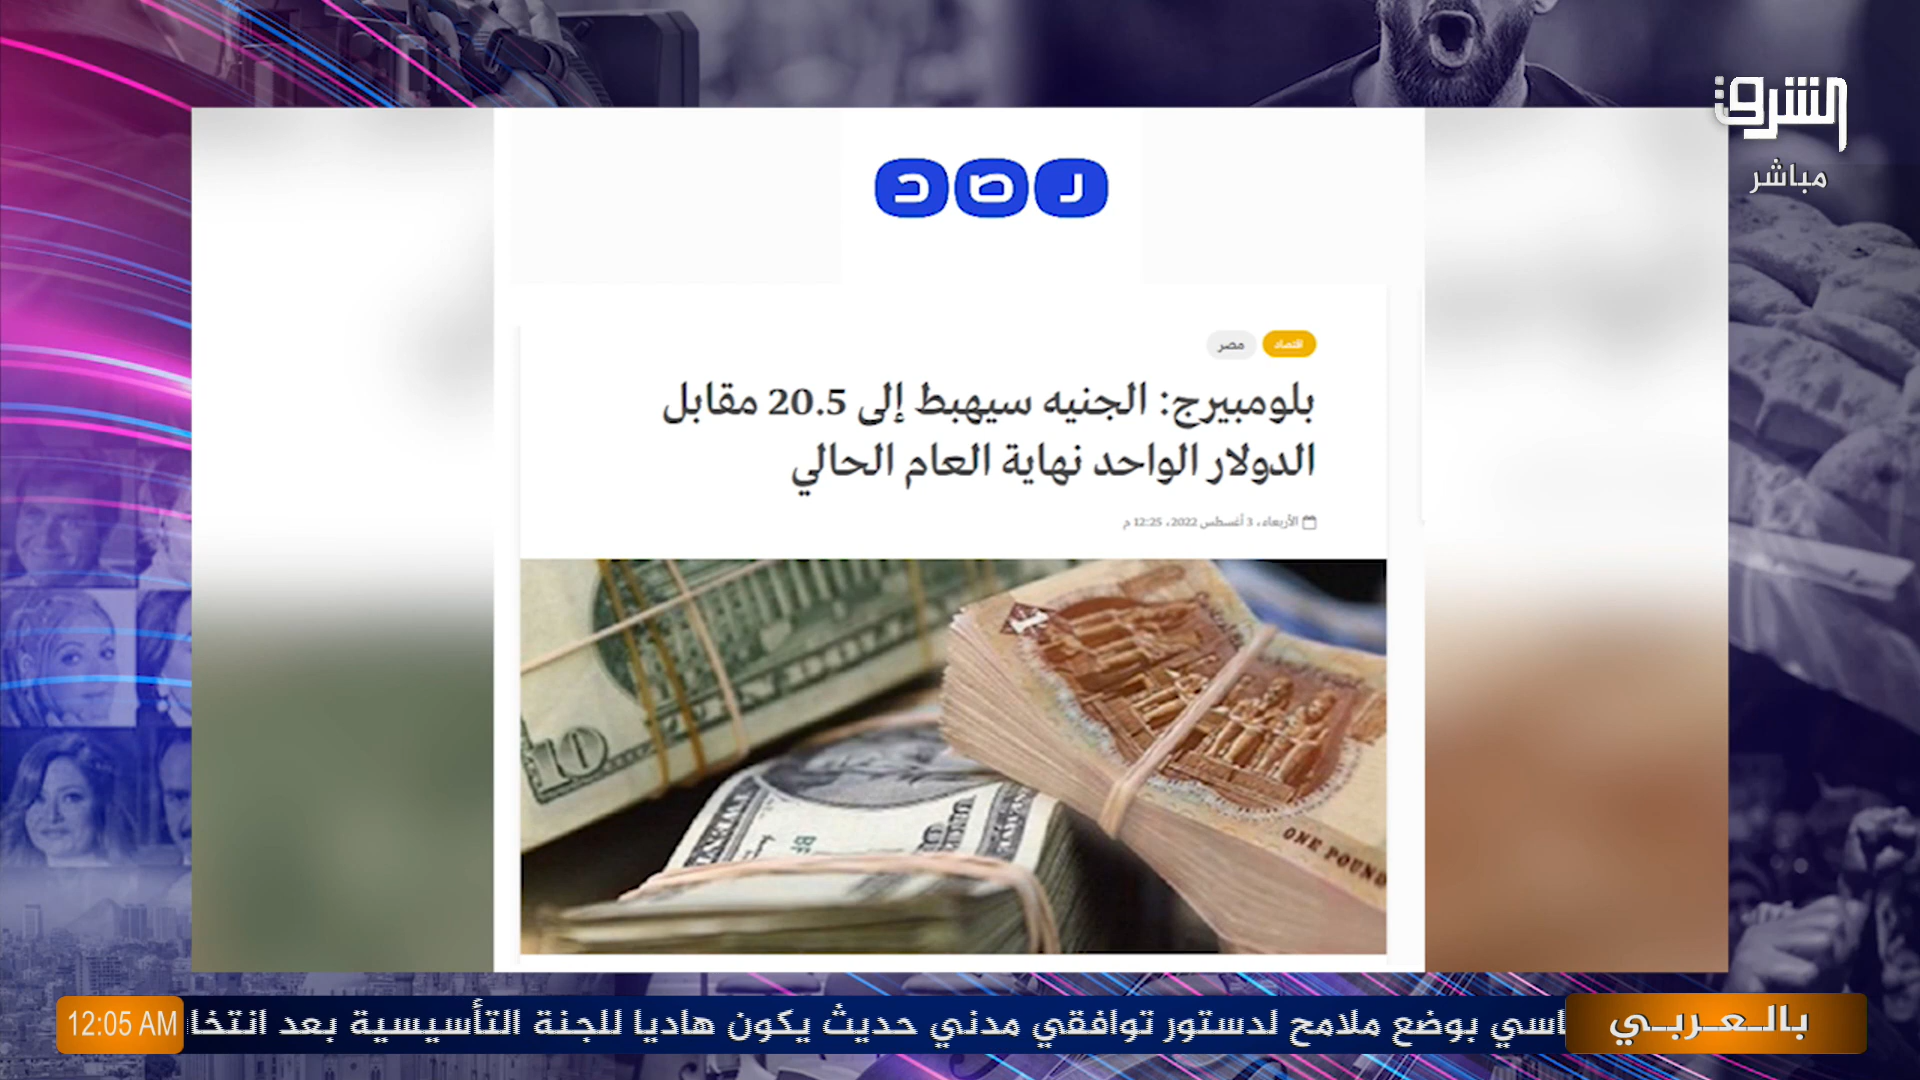 الشرق
مباشر
رصد
اقتصاد
مصر
بلومبيرج: الجنيه سيهبط إلى 20.5 مقابل
الدولار الواحد نهاية العام الحالي
الأربعاء، 3 أغسطس 2022، 12:25 م
10
ONE POUND
بالعربي
اسي بوضع ملامح لدستور توافقي مدني حديث يكون هاديا للجنة التأسيسية بعد انتخا
12:05 AM